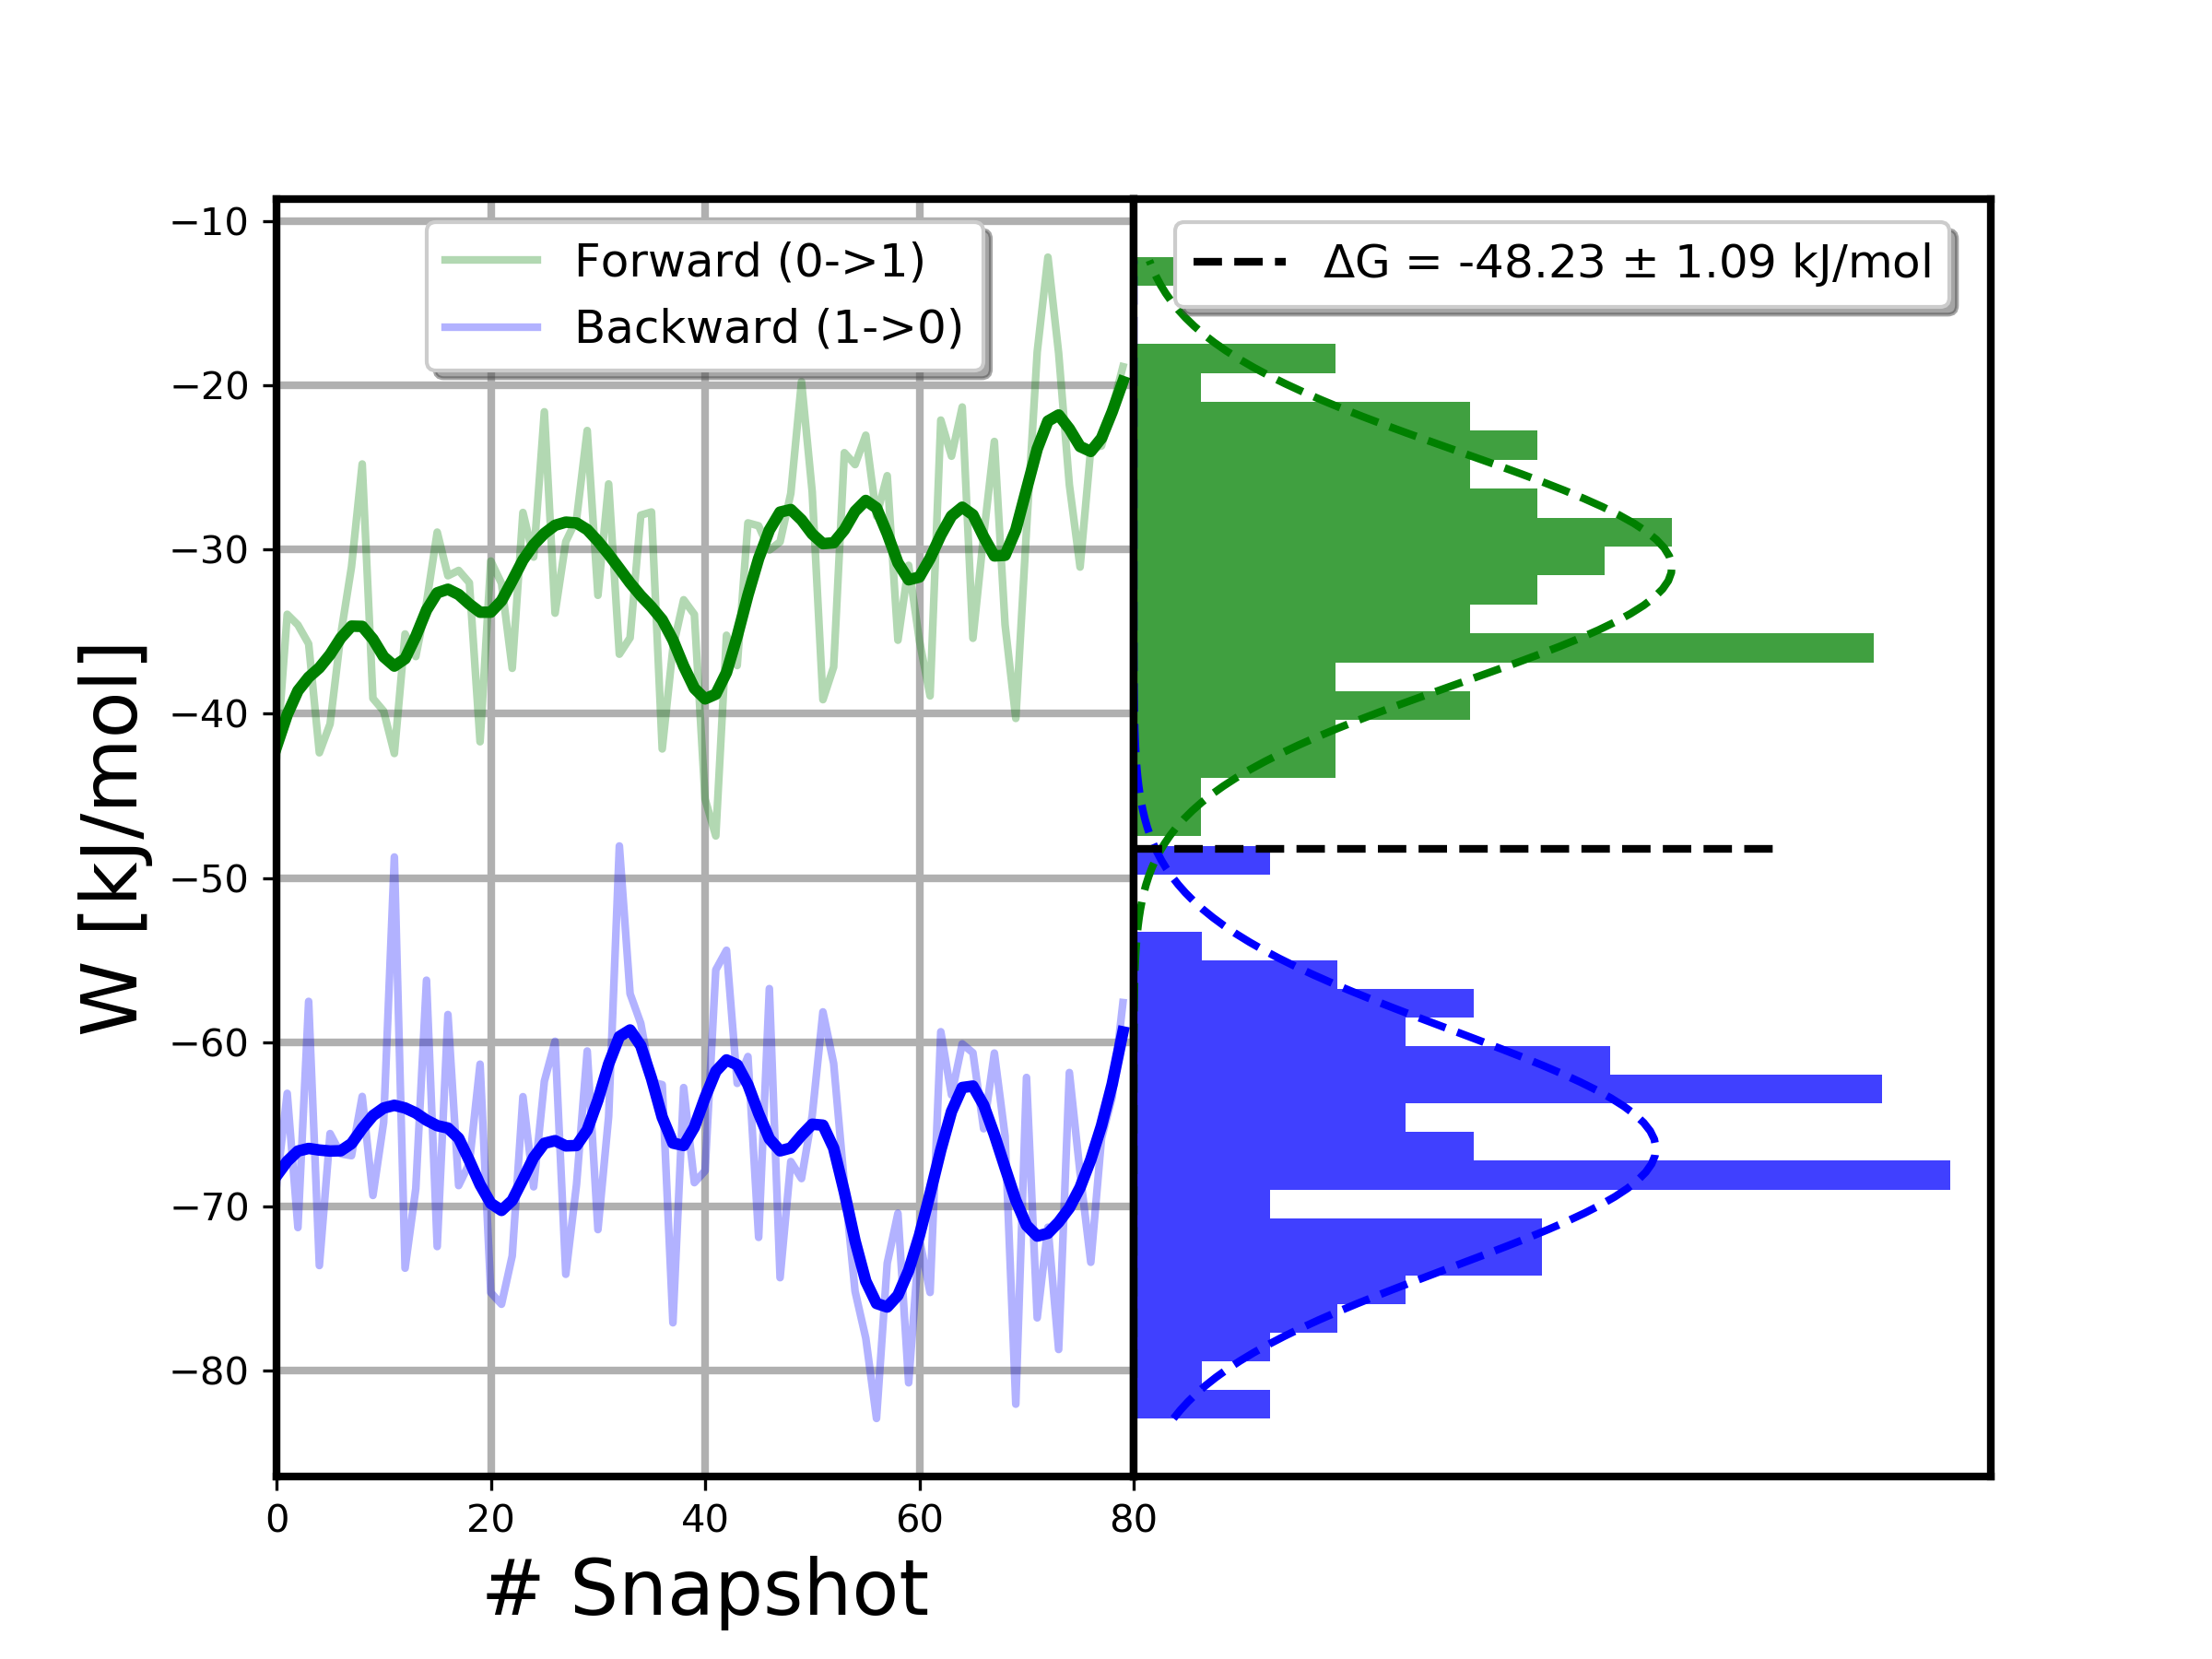 −10
−20
−30
−40
−50
−60
−70
−80
W [kJ/mol]
Forward (0->1)
Backward (1->0)
ΔG = -48.23 ± 1.09 kJ/mol
0 20 40 60 80
# Snapshot